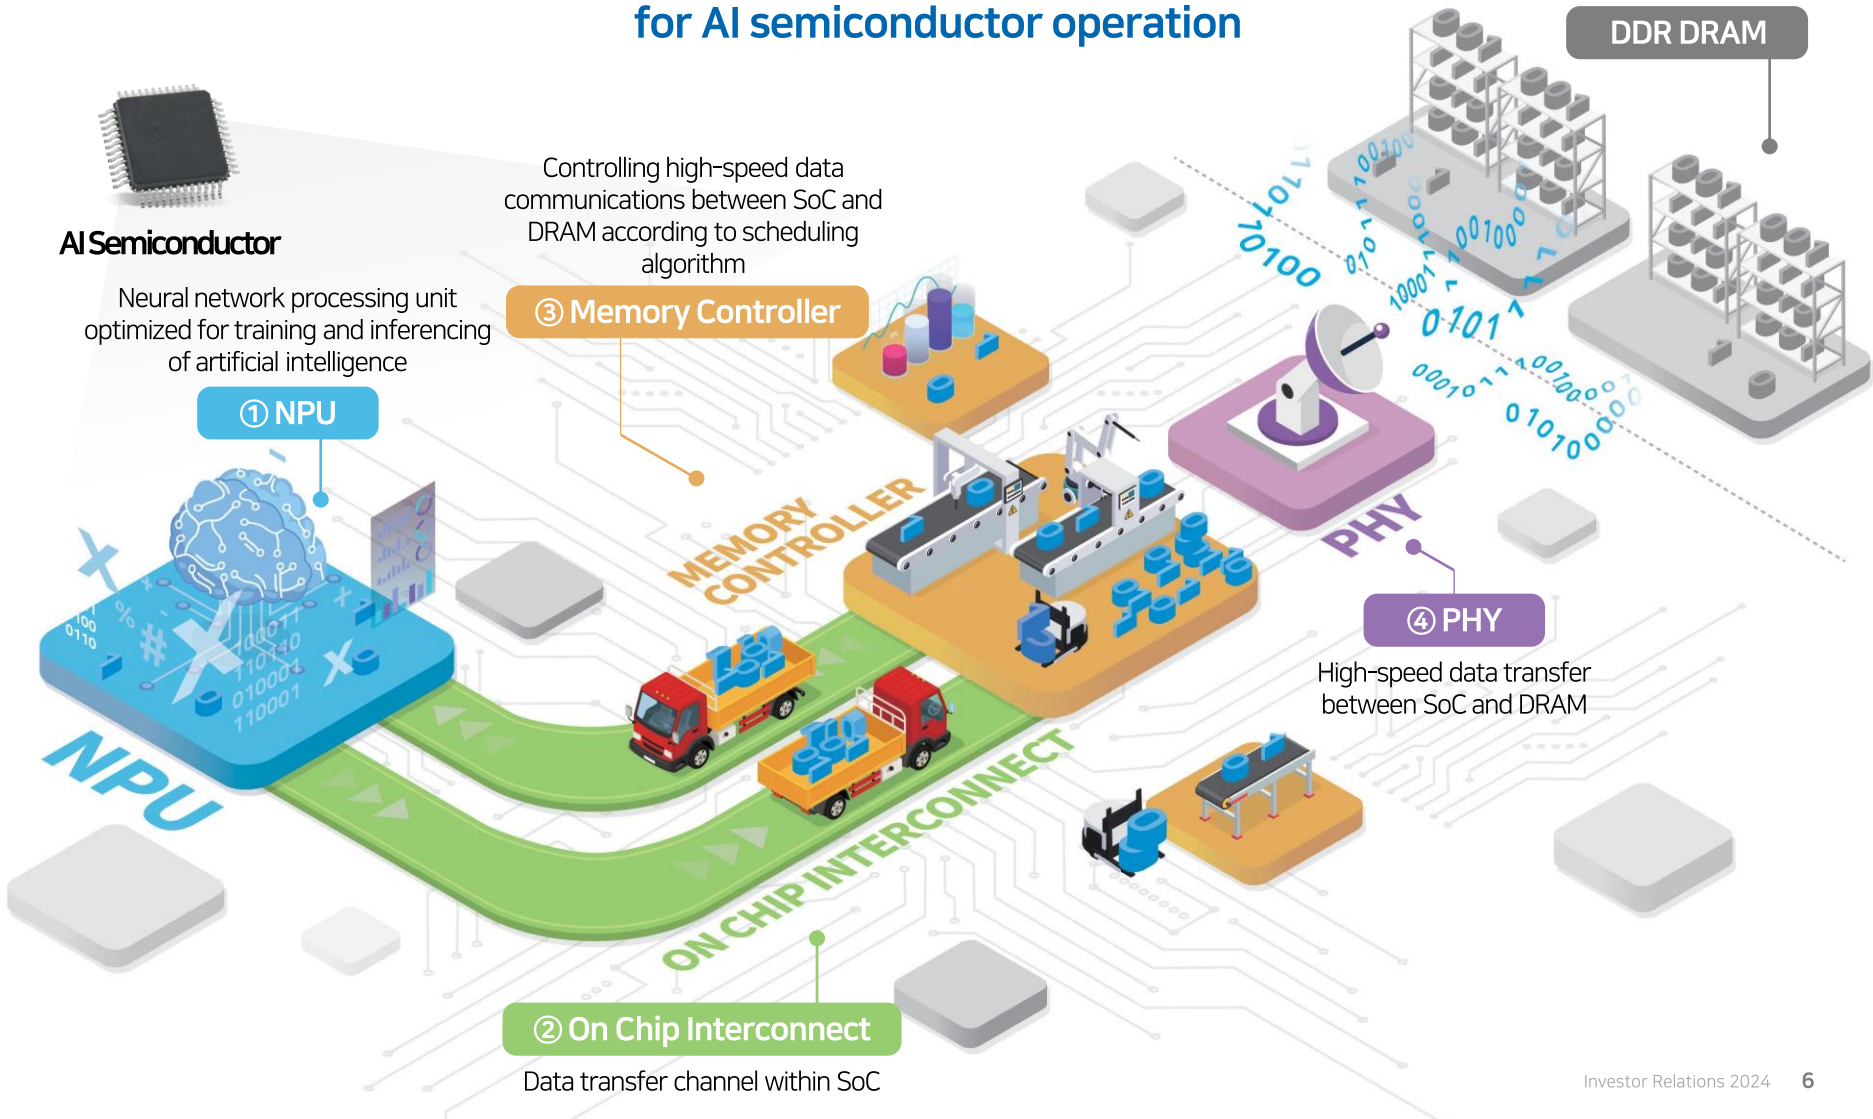 for AI semiconductor operation
DDR DRAM
AI Semiconductor
Neural network processing unit
optimized for training and inferencing
of artificial intelligence
① NPU
Controlling high-speed data
communications between SoC and
DRAM according to scheduling
algorithm
③ Memory Controller
MEMORY
CONTROLLER
PHY
④ PHY
High-speed data transfer
between SoC and DRAM
NPU
ON CHIP INTERCONNECT
② On Chip Interconnect
Data transfer channel within SoC
Investor Relations 2024 6